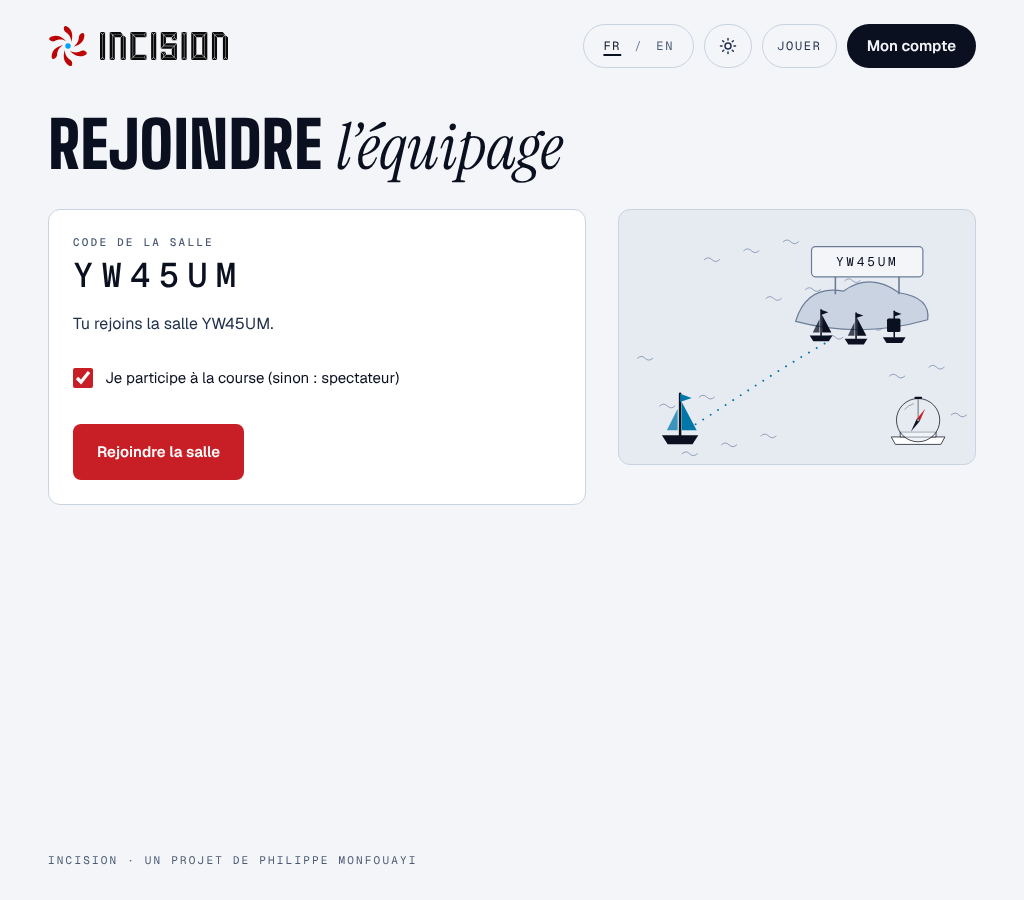 INCISION
FR / EN
JOUER
Mon compte
REJOINDRE l’équipage
CODE DE LA SALLE
YW45UM
Tu rejoins la salle YW45UM.
Je participe à la course (sinon : spectateur)
Rejoindre la salle
YW45UM
INCISION · UN PROJET DE PHILIPPE MONFOUAYI